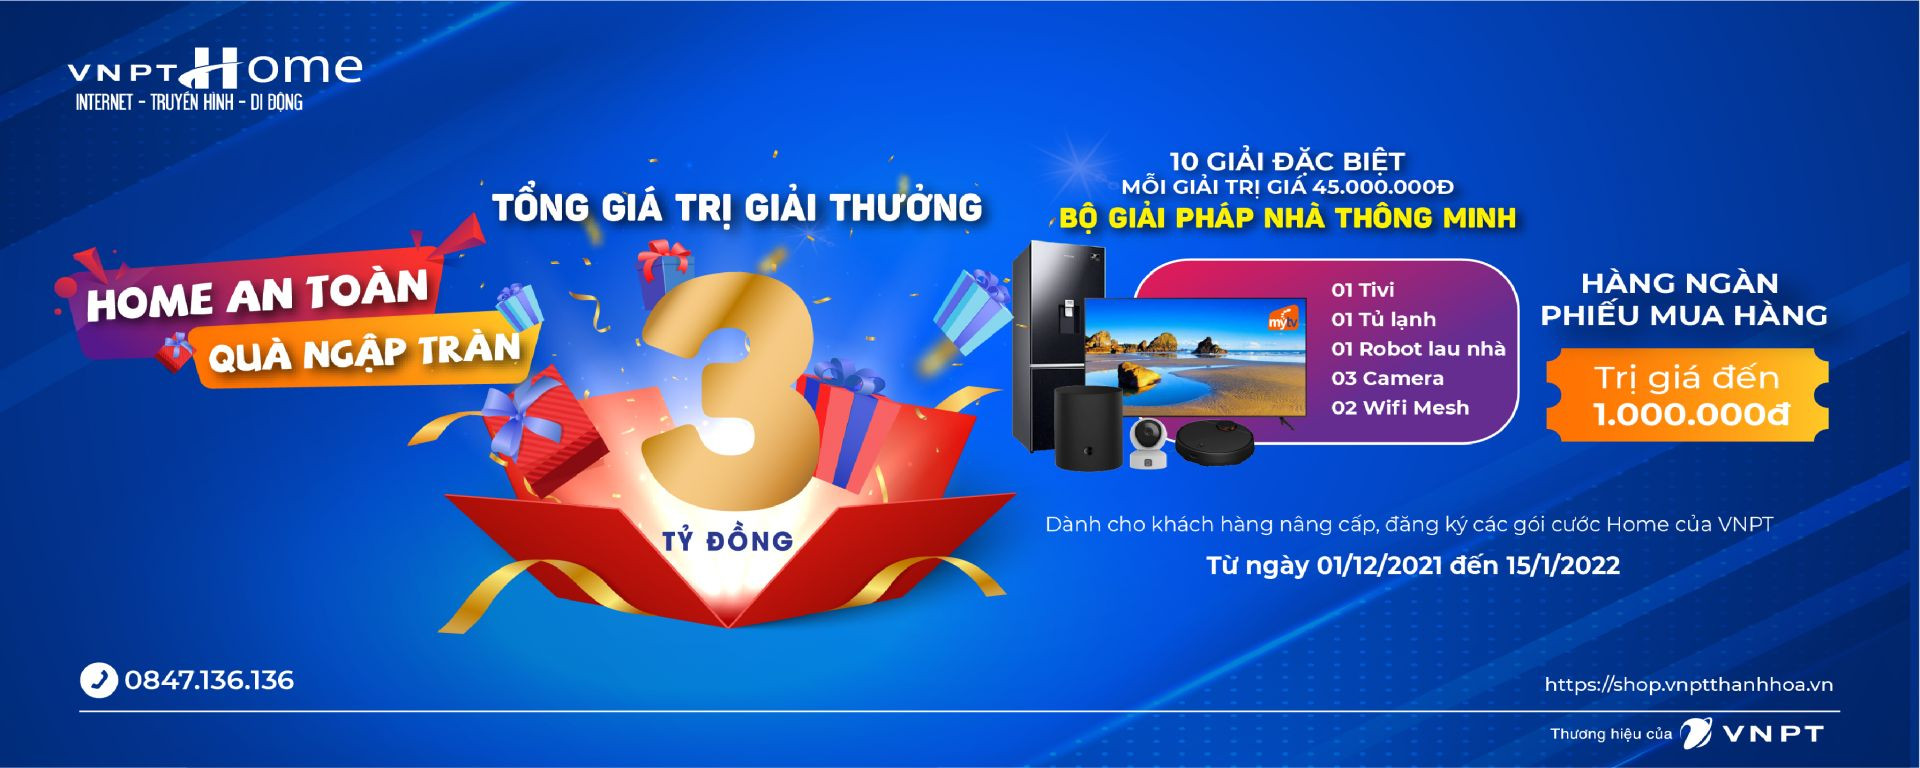 VNPT Home
INTERNET - TRUYỀN HÌNH - DI ĐỘNG
HOME AN TOÀN
QUÀ NGẬP TRÀN
TỔNG GIÁ TRỊ GIẢI THƯỞNG
3
TỶ ĐỒNG
10 GIẢI ĐẶC BIỆT
MỖI GIẢI TRỊ GIÁ 45.000.000Đ
BỘ GIẢI PHÁP NHÀ THÔNG MINH
mytv
01 Tivi
01 Tủ lạnh
01 Robot lau nhà
03 Camera
02 Wifi Mesh
HÀNG NGÀN
PHIẾU MUA HÀNG
Trị giá đến
1.000.000đ
Dành cho khách hàng nâng cấp, đăng ký các gói cước Home của VNPT
Từ ngày 01/12/2021 đến 15/1/2022
0847.136.136
https://shop.vnptthanhhoa.vn
Thương hiệu của VNPT